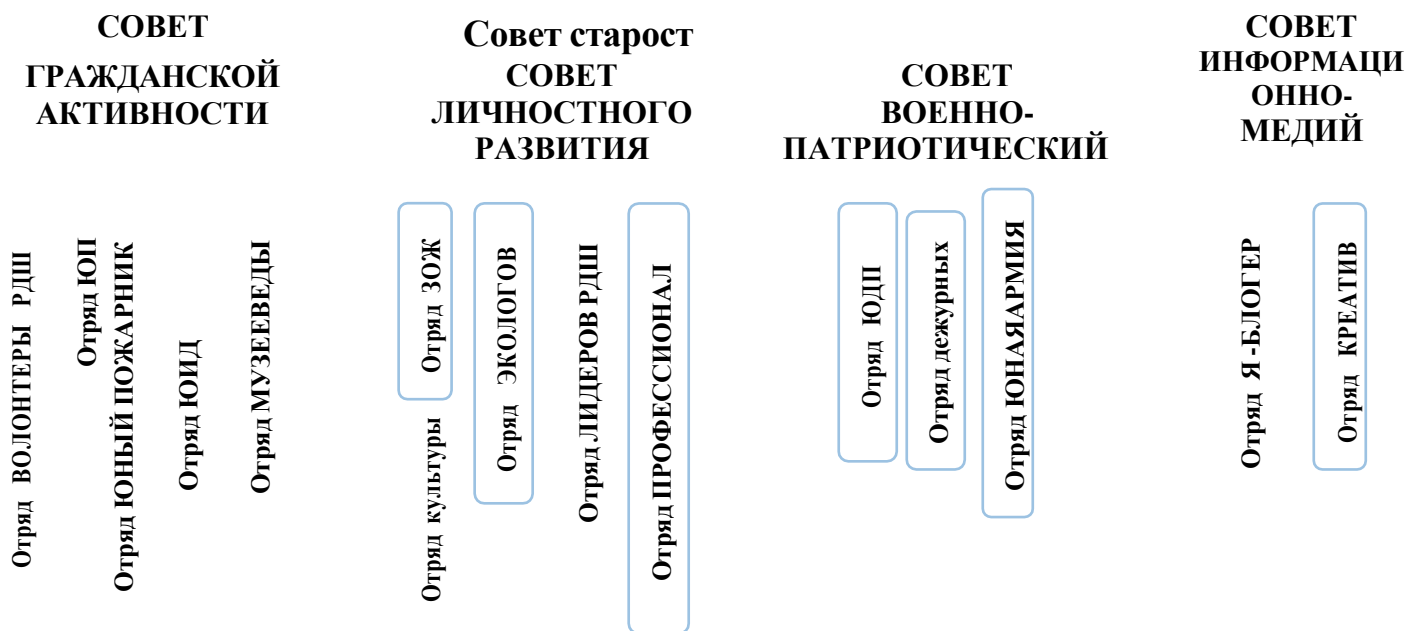 СОВЕТ
ГРАЖДАНСКОЙ
АКТИВНОСТИ
Совет старост
СОВЕТ
ЛИЧНОСТНОГО
РАЗВИТИЯ
СОВЕТ
ВОЕННО-
ПАТРИОТИЧЕСКИЙ
СОВЕТ
ИНФОРМАЦИ
ОННО-
МЕДИЙ
Отряд ВОЛОНТЕРЫ РДШ
Отряд ЮП
Отряд ЮНЫЙ ПОЖАРНИК
Отряд ЮИД
Отряд МУЗЕЕВЕДЫ
Отряд культуры
Отряд ЗОЖ
Отряд ЭКОЛОГОВ
Отряд ЛИДЕРОВ РДШ
Отряд ПРОФЕССИОНАЛ
Отряд ЮДП
Отряд дежурных
Отряд ЮНАЯАРМИЯ
Отряд Я -БЛОГЕР
Отряд КРЕАТИВ